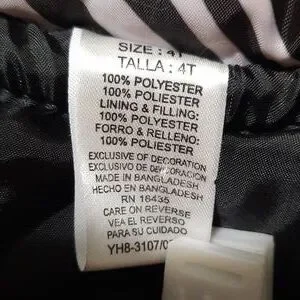 SIZE : 4T
TALLA : 4T
100% POLYESTER
100% POLIESTER
LINING & FILLING:
100% POLYESTER
FORRO & RELLENO:
100% POLIESTER
EXCLUSIVE OF DECORATION
EXCLUSIVO DE DECORACION
MADE IN BANGLADESH
HECHO EN BANGLADESH
RN 16435
CARE ON REVERSE
VEA EL REVERSO
PARA SU CUIDADO